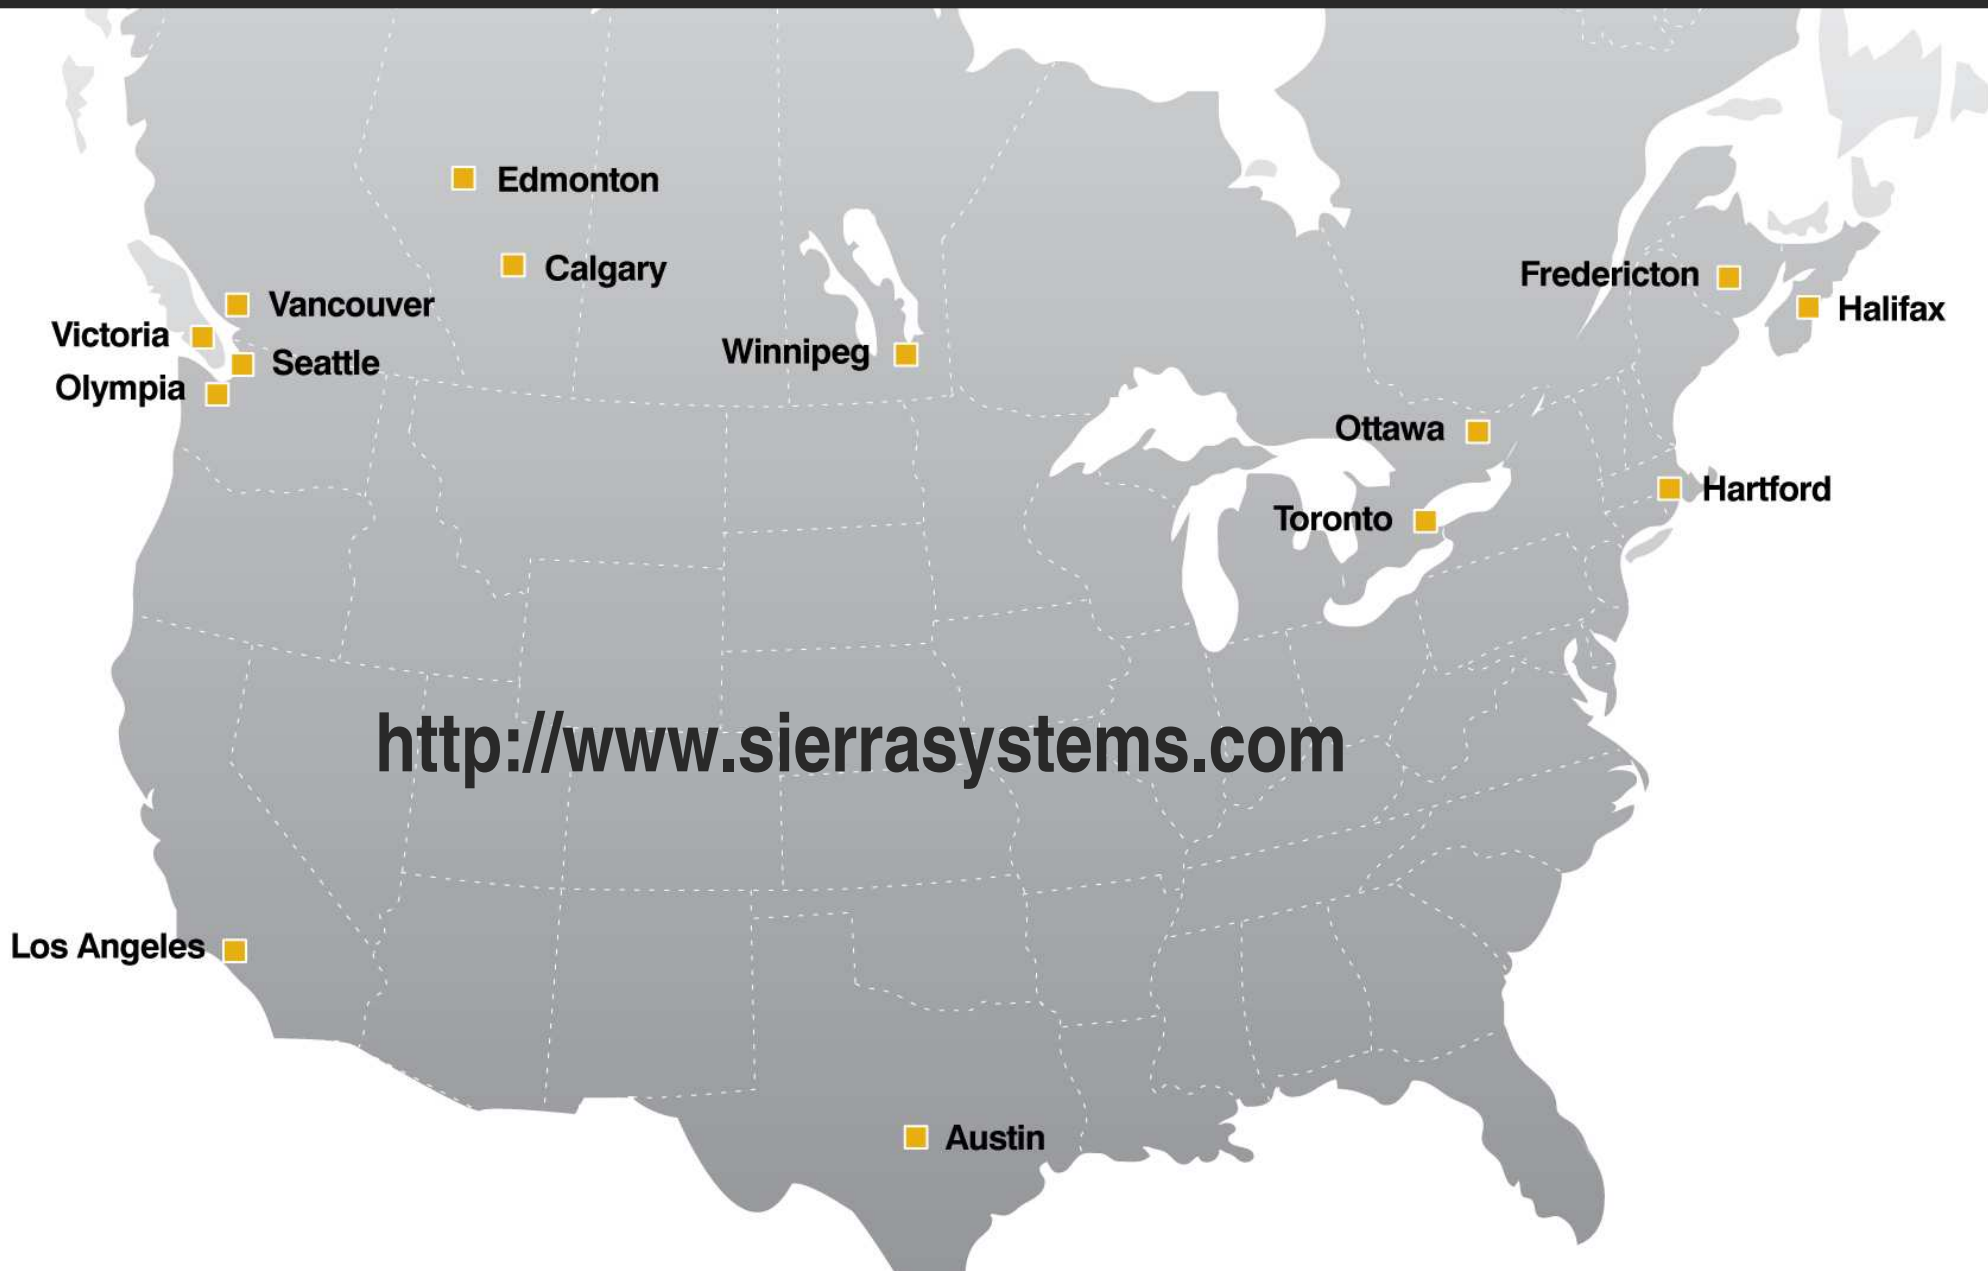 Edmonton
Calgary
Vancouver
Victoria
Seattle
Olympia
Winnipeg
Fredericton
Halifax
Ottawa
Hartford
Toronto
http://www.sierrasystems.com
Los Angeles
Austin